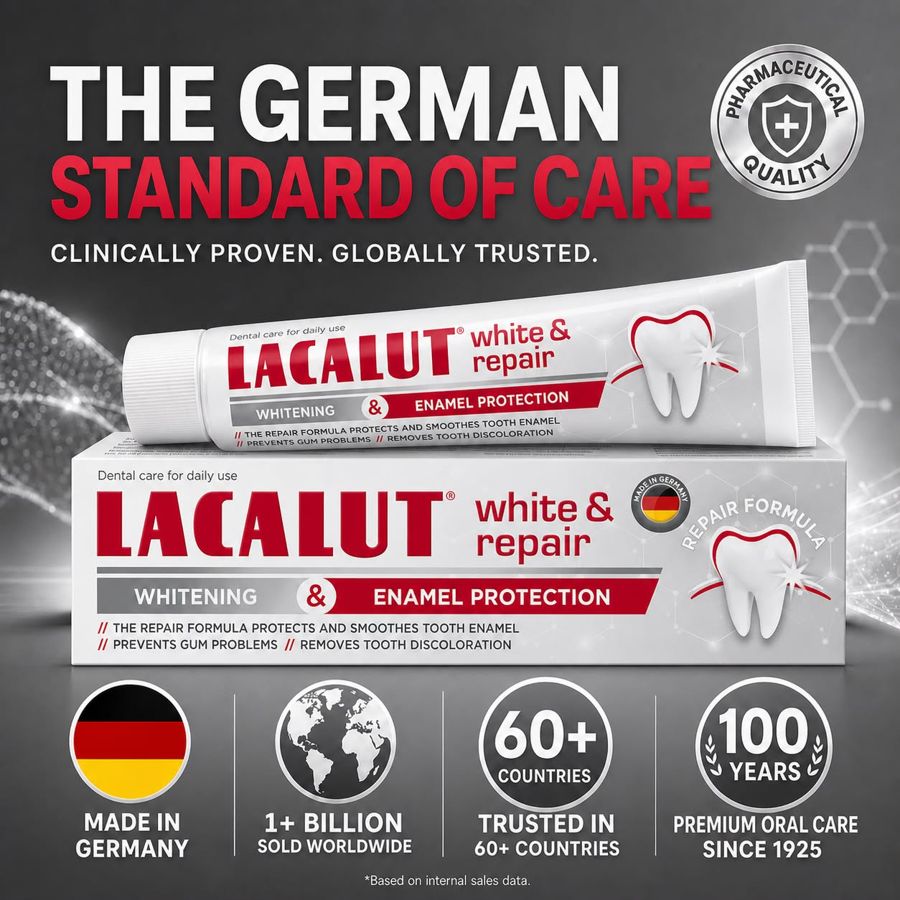 THE GERMAN
STANDARD OF CARE
CLINICALLY PROVEN. GLOBALLY TRUSTED.
PHARMACEUTICAL
QUALITY
Dental care for daily use
LACALUT® white &
repair
WHITENING & ENAMEL PROTECTION
// THE REPAIR FORMULA PROTECTS AND SMOOTHES TOOTH ENAMEL
// PREVENTS GUM PROBLEMS // REMOVES TOOTH DISCOLORATION
Dental care for daily use
LACALUT® white &
repair
MADE IN GERMANY
REPAIR FORMULA
WHITENING & ENAMEL PROTECTION
// THE REPAIR FORMULA PROTECTS AND SMOOTHES TOOTH ENAMEL
// PREVENTS GUM PROBLEMS // REMOVES TOOTH DISCOLORATION
MADE IN
GERMANY
1+ BILLION
SOLD WORLDWIDE
60+
COUNTRIES
TRUSTED IN
60+ COUNTRIES
100
YEARS
PREMIUM ORAL CARE
SINCE 1925
*Based on internal sales data.